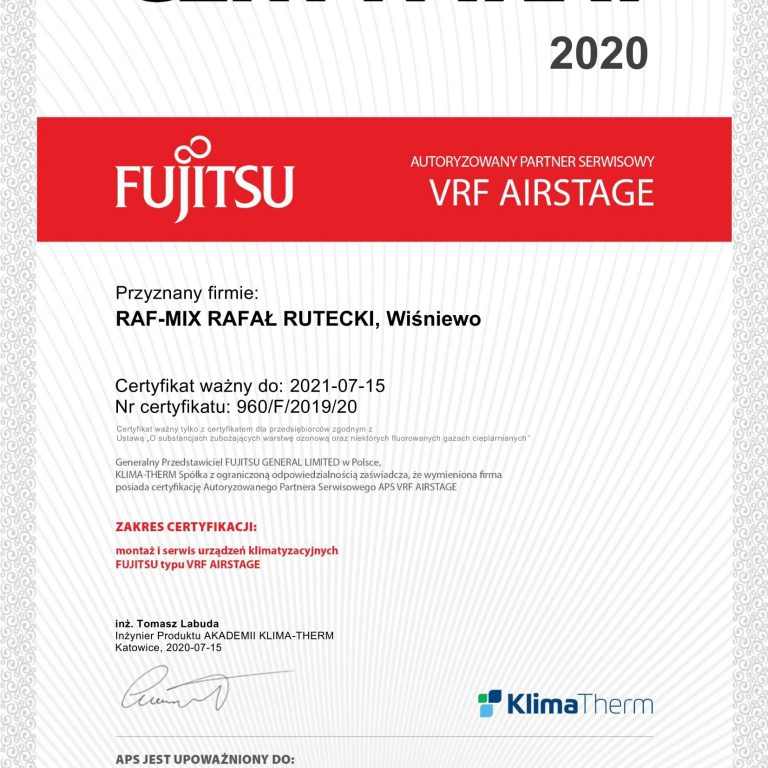 2020
FUJITSU
AUTORYZOWANY PARTNER SERWISOWY
VRF AIRSTAGE
Przyznany firmie:
RAF-MIX RAFAŁ RUTECKI, Wiśniewo
Certyfikat ważny do: 2021-07-15
Nr certyfikatu: 960/F/2019/20
Certyfikat ważny tylko z certyfikatem dla przedsiębiorców zgodnym z
Ustawą „O substancjach zubożających warstwę ozonową oraz niektórych fluorowanych gazach cieplarnianych”
Generalny Przedstawiciel FUJITSU GENERAL LIMITED w Polsce,
KLIMA-THERM Spółka z ograniczoną odpowiedzialnością zaświadcza, że wymieniona firma
posiada certyfikację Autoryzowanego Partnera Serwisowego APS VRF AIRSTAGE
ZAKRES CERTYFIKACJI:
montaż i serwis urządzeń klimatyzacyjnych
FUJITSU typu VRF AIRSTAGE
inż. Tomasz Labuda
Inżynier Produktu AKADEMII KLIMA-THERM
Katowice, 2020-07-15
KlimaTherm
APS JEST UPOWAŻNIONY DO: